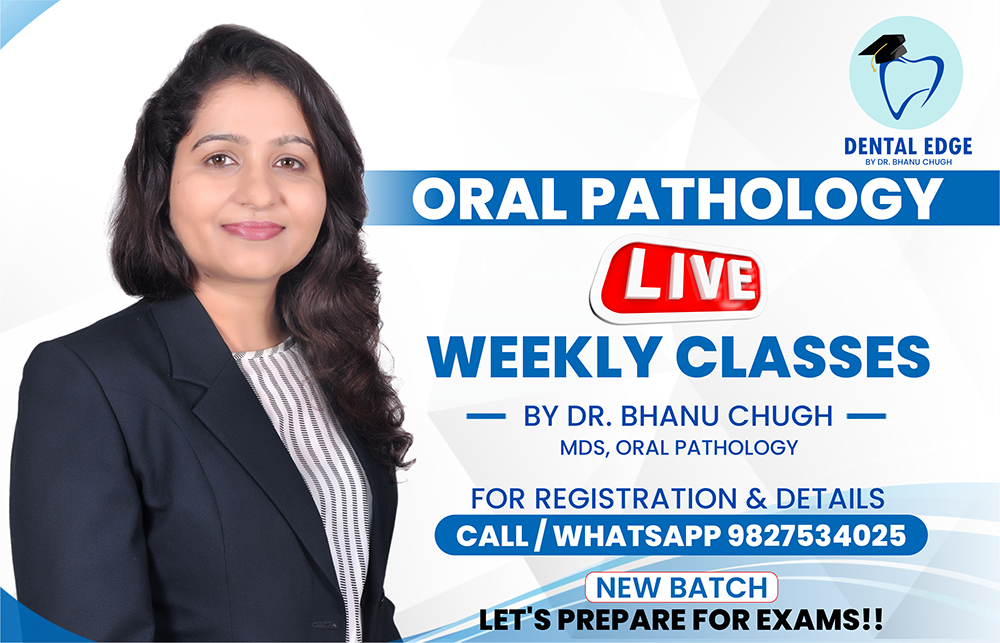 DENTAL EDGE
BY DR. BHANU CHUGH
ORAL PATHOLOGY
LIVE
WEEKLY CLASSES
BY DR. BHANU CHUGH
MDS, ORAL PATHOLOGY
FOR REGISTRATION & DETAILS
CALL / WHATSAPP 9827534025
NEW BATCH
LET'S PREPARE FOR EXAMS!!